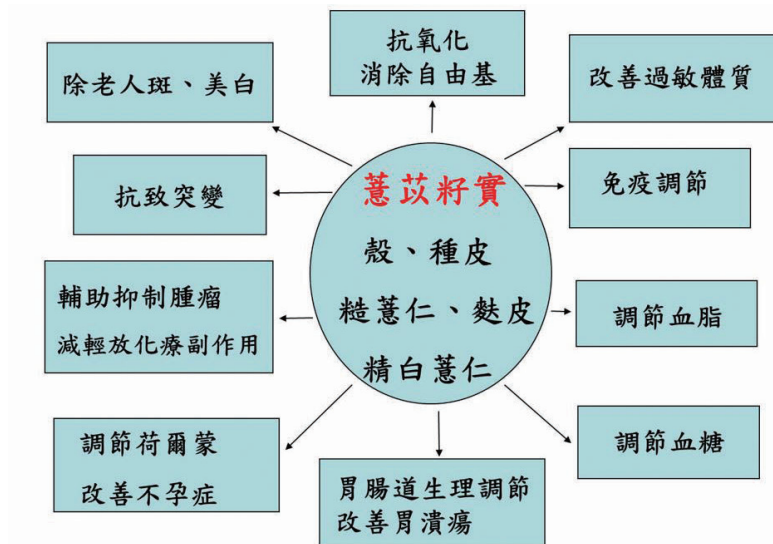 抗氧化
消除自由基
除老人斑、美白
改善過敏體質
抗致突變
薏苡籽實
殼、種皮
糙薏仁、麩皮
精白薏仁
免疫調節
輔助抑制腫瘤
減輕放化療副作用
調節血脂
調節荷爾蒙
改善不孕症
胃腸道生理調節
改善胃潰瘍
調節血糖